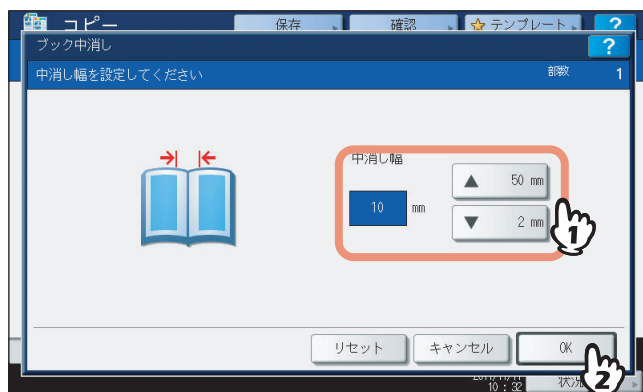 コピー 保存 確認 テンプレート ?
ブック中消し ?
中消し幅を設定してください 部数 1
中消し幅
▲ 50 mm
10 mm
▼ 2 mm
1
リセット キャンセル OK
2
10:32 状況